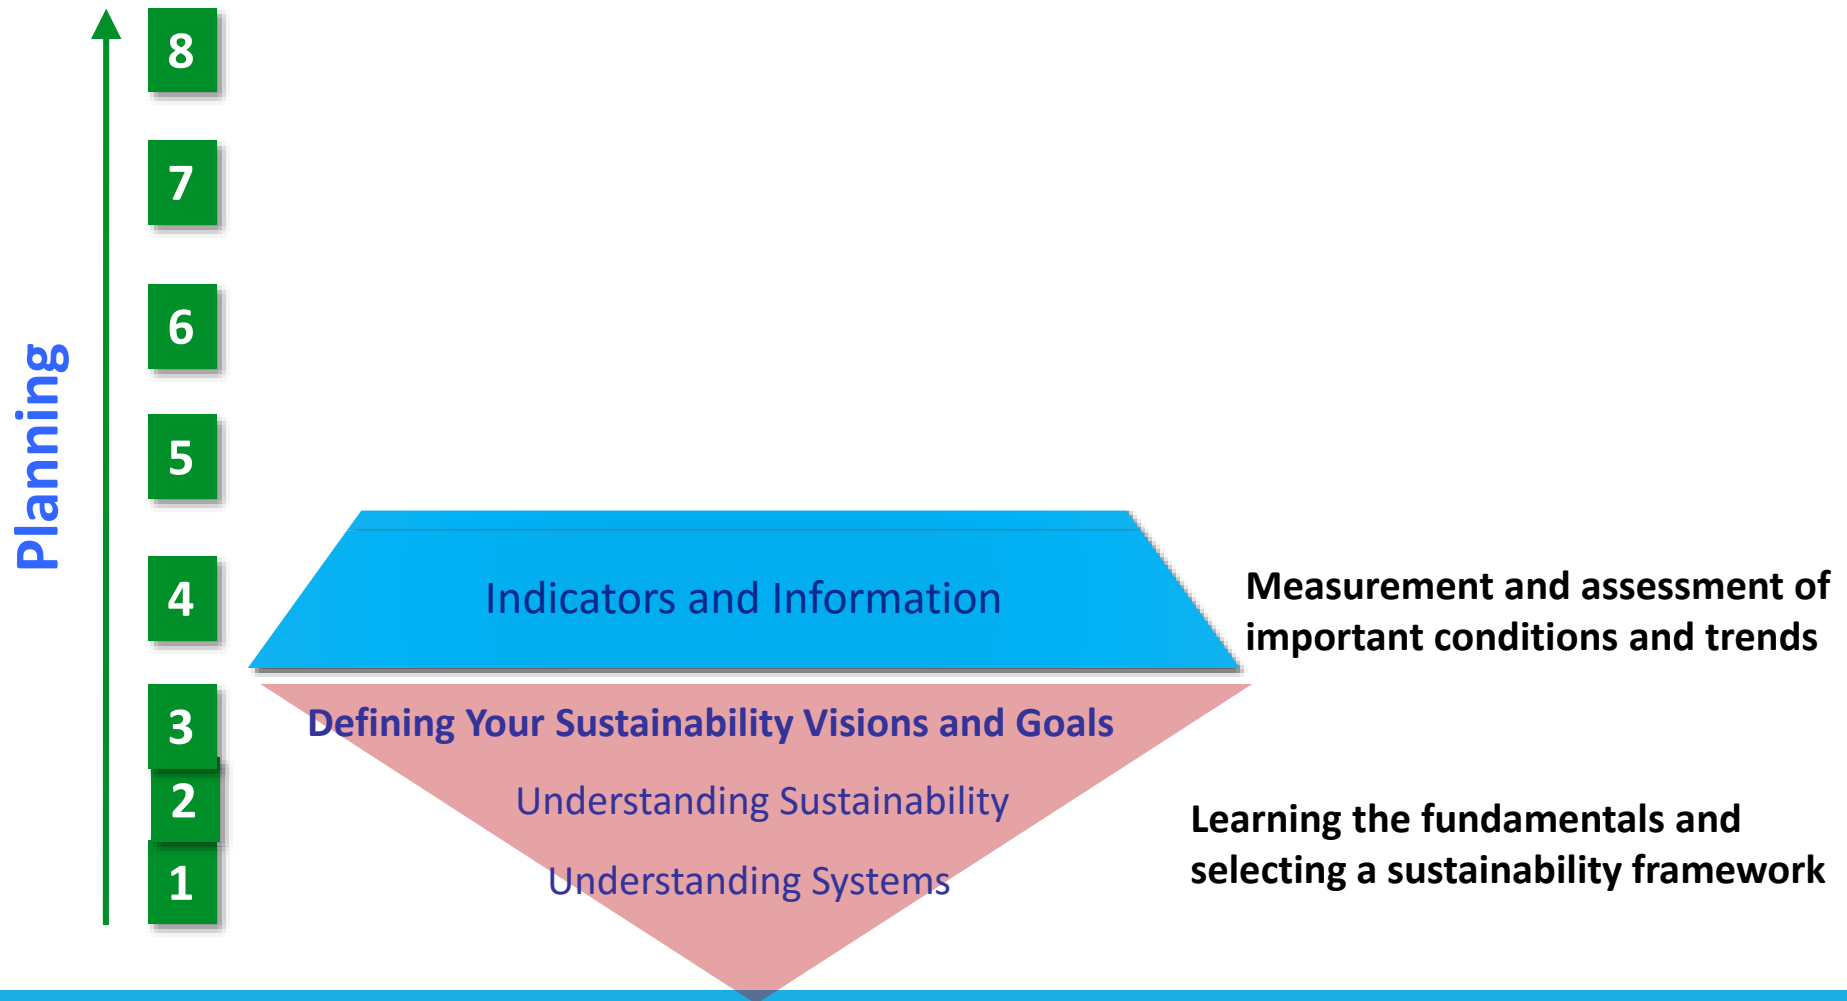 8
7
6
Planning
5
4
Indicators and Information
Measurement and assessment of
important conditions and trends
3
Defining Your Sustainability Visions and Goals
2
Understanding Sustainability
Learning the fundamentals and
selecting a sustainability framework
1
Understanding Systems